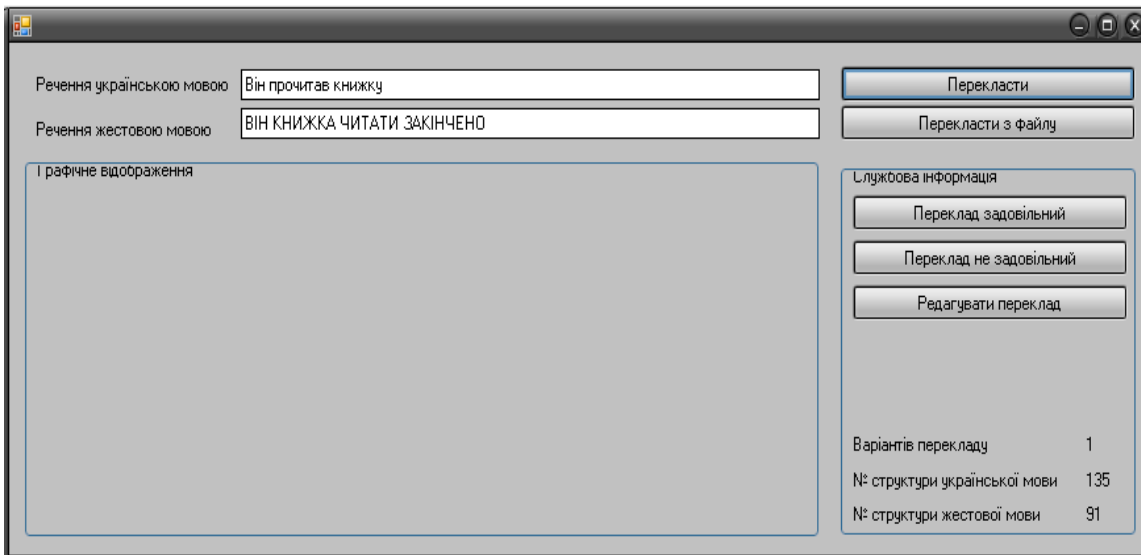 Речення українською мовою Він прочитав книжку Перекласти
Речення жестовою мовою ВІН КНИЖКА ЧИТАТИ ЗАКІНЧЕНО Перекласти з файлу
Графічне відображення
Службова інформація
Переклад задовільний
Переклад не задовільний
Редагувати переклад
Варіантів перекладу 1
№ структури української мови 135
№ структури жестової мови 91